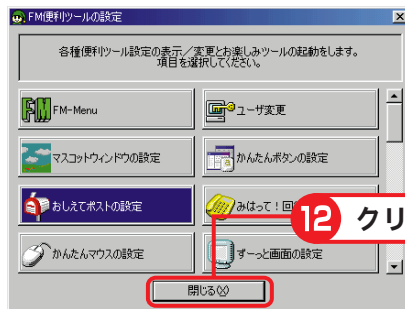 FM便利ツールの設定
各種便利ツール設定の表示／変更とお楽しみツールの起動をします。
項目を選択してください。
FM FM-Menu
ユーザ変更
マスコットウィンドウの設定
かんたんボタンの設定
おしえてポストの設定
みはって！回
12 クリ
かんたんマウスの設定
ずーっと画面の設定
閉じる(X)